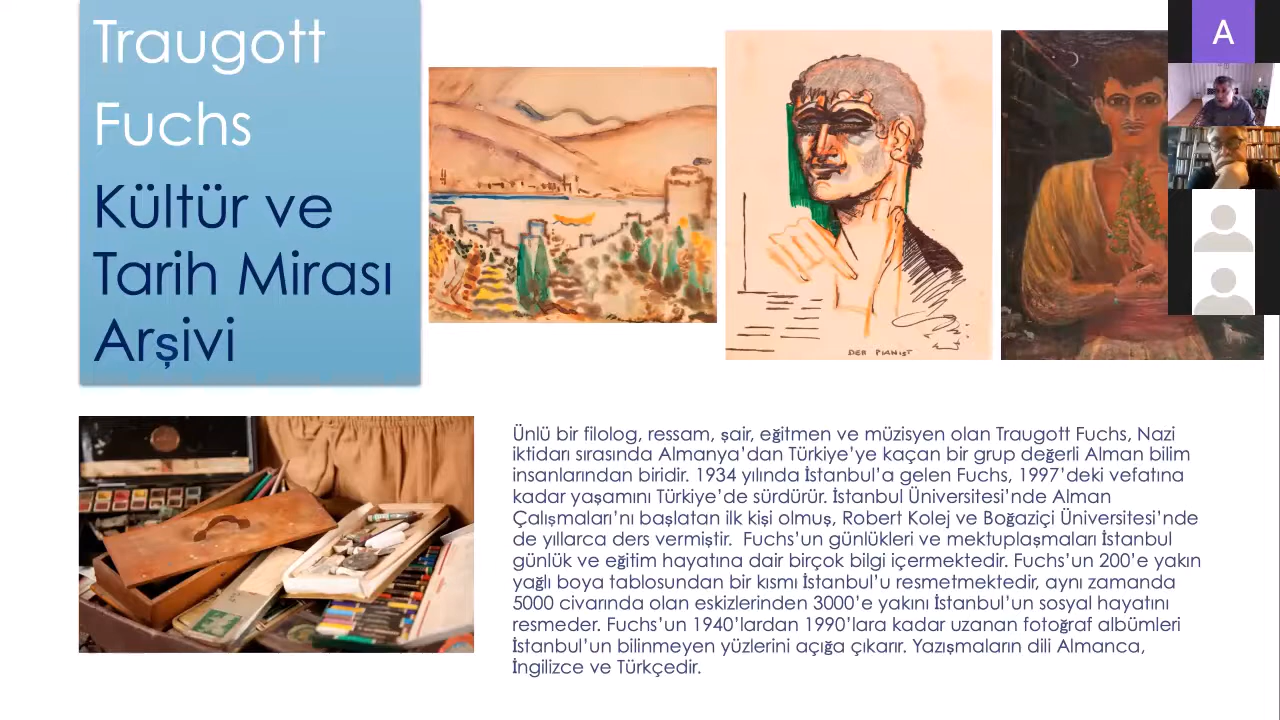 Traugott
Fuchs
Kültür ve
Tarih Mirası
Arşivi
A
DER PIANIST
Ünlü bir filolog, ressam, şair, eğitmen ve müzisyen olan Traugott Fuchs, Nazi
iktidarı sırasında Almanya’dan Türkiye’ye kaçan bir grup değerli Alman bilim
insanlarından biridir. 1934 yılında İstanbul’a gelen Fuchs, 1997’deki vefatına
kadar yaşamını Türkiye’de sürdürür. İstanbul Üniversitesi’nde Alman
Çalışmaları’nı başlatan ilk kişi olmuş, Robert Kolej ve Boğaziçi Üniversitesi’nde
de yıllarca ders vermiştir. Fuchs’un günlükleri ve mektuplaşmaları İstanbul
günlük ve eğitim hayatına dair birçok bilgi içermektedir. Fuchs’un 200’e yakın
yağlı boya tablosundan bir kısmı İstanbul’u resmetmektedir, aynı zamanda
5000 civarında olan eskizlerinden 3000’e yakını İstanbul’un sosyal hayatını
resmeder. Fuchs’un 1940’lardan 1990’lara kadar uzanan fotoğraf albümleri
İstanbul’un bilinmeyen yüzlerini açığa çıkarır. Yazışmaların dili Almanca,
İngilizce ve Türkçedir.